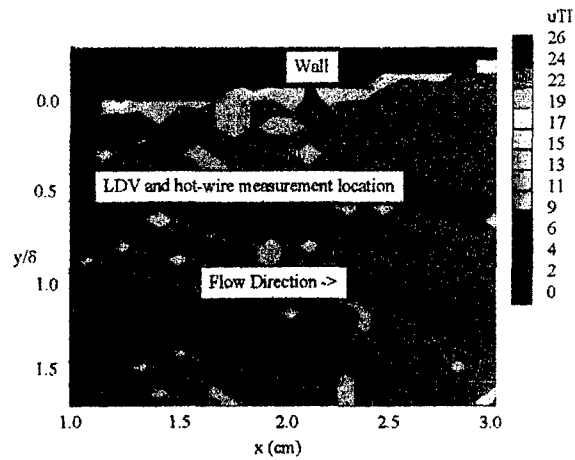 uTI
26
24
22
19
17
15
13
11
9
6
4
2
0
Wall
LDV and hot-wire measurement location
Flow Direction ->
0.0
0.5
y/δ
1.0
1.5
1.0 1.5 2.0 2.5 3.0
x (cm)